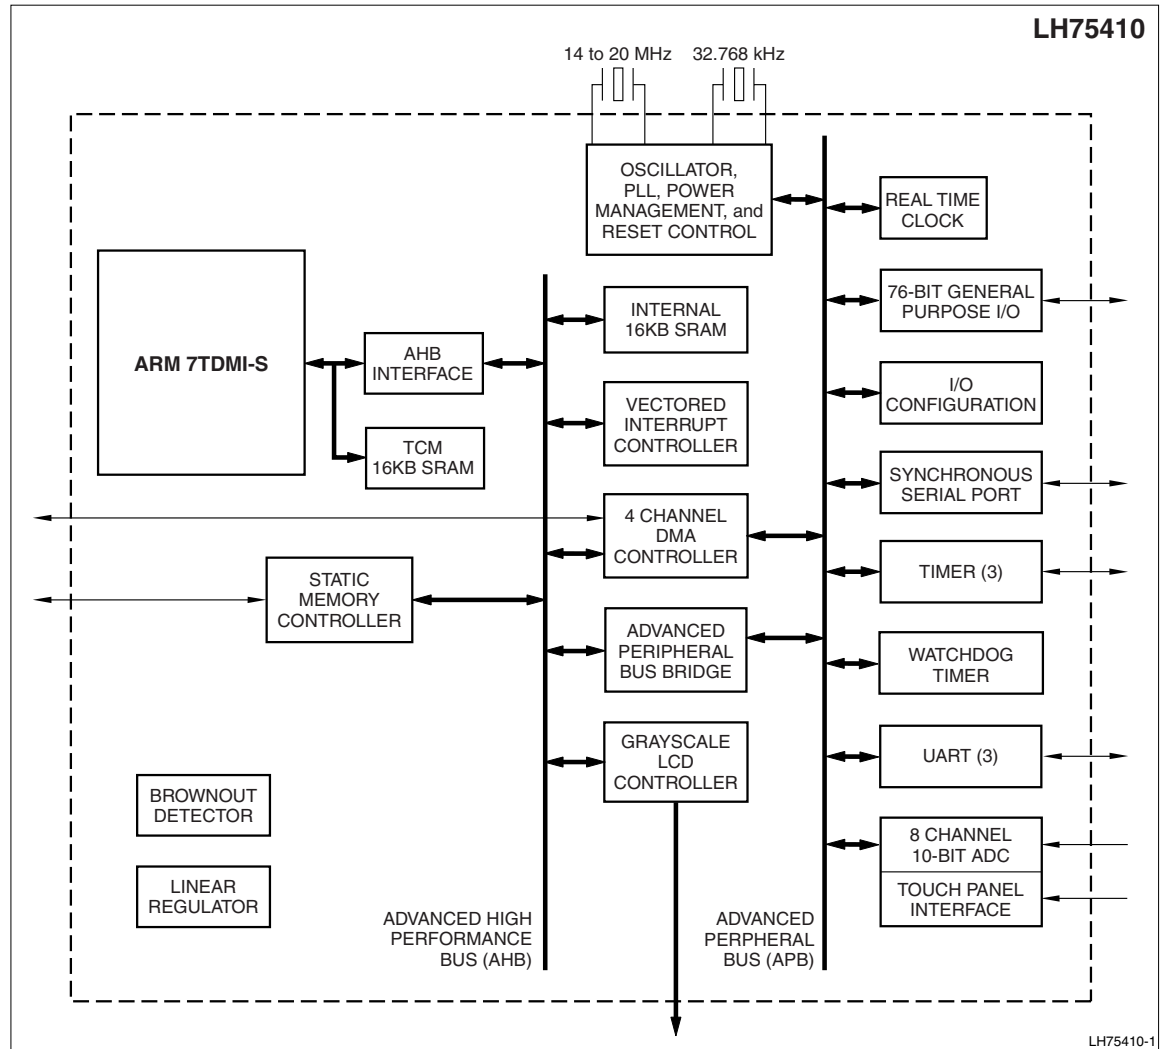 LH75410
14 to 20 MHz
32.768 kHz
OSCILLATOR,
PLL, POWER
MANAGEMENT, and
RESET CONTROL
REAL TIME
CLOCK
ARM 7TDMI-S
AHB
INTERFACE
TCM
16KB SRAM
INTERNAL
16KB SRAM
76-BIT GENERAL
PURPOSE I/O
VECTORED
INTERRUPT
CONTROLLER
I/O
CONFIGURATION
4 CHANNEL
DMA
CONTROLLER
SYNCHRONOUS
SERIAL PORT
STATIC
MEMORY
CONTROLLER
TIMER (3)
ADVANCED
PERIPHERAL
BUS BRIDGE
WATCHDOG
TIMER
GRAYSCALE
LCD
CONTROLLER
UART (3)
BROWNOUT
DETECTOR
8 CHANNEL
10-BIT ADC
LINEAR
REGULATOR
TOUCH PANEL
INTERFACE
ADVANCED HIGH
PERFORMANCE
BUS (AHB)
ADVANCED
PERPHERAL
BUS (APB)
LH75410-1